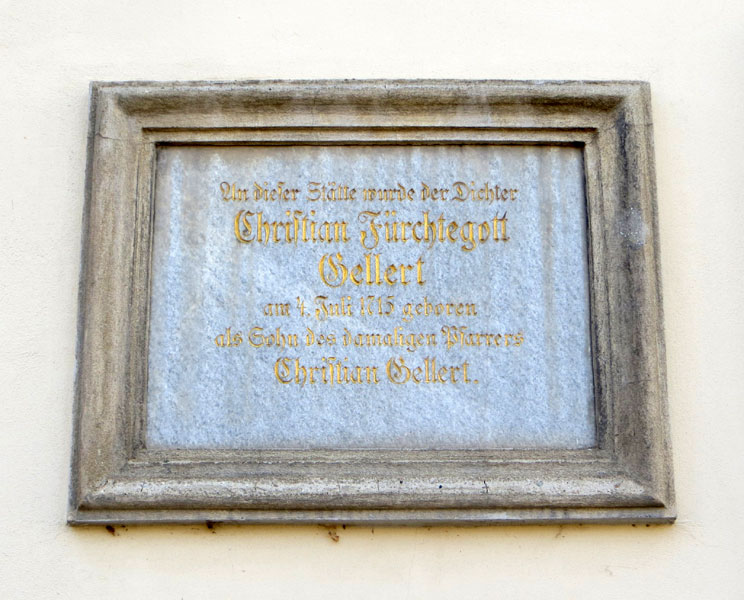 An dieser Stätte wurde der Dichter
Christian Fürchtegott
Gellert
am 4. Juli 1715 geboren
als Sohn des damaligen Pfarrers
Christian Gellert.